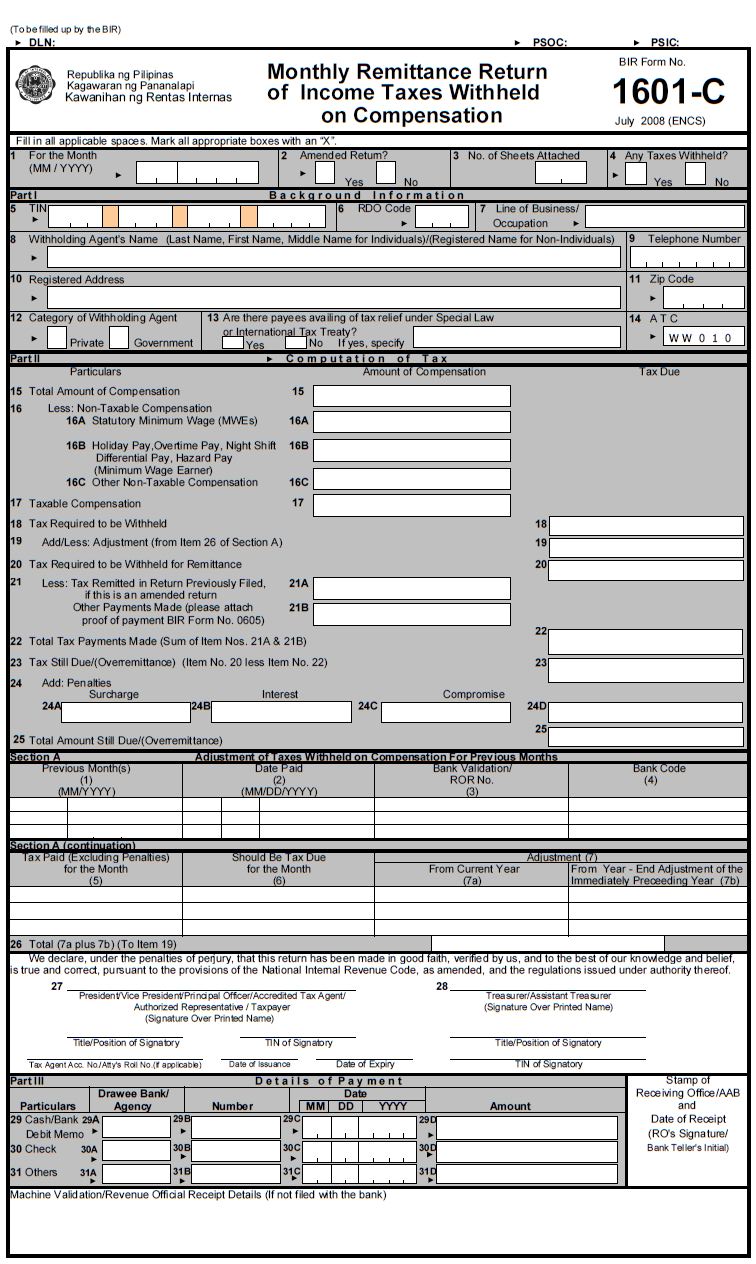 (To be filled up by the BIR)
► DLN: ► PSOC: ► PSIC:
Republika ng Pilipinas
Kagawaran ng Pananalapi
Kawanihan ng Rentas Internas
Monthly Remittance Return
of Income Taxes Withheld
on Compensation
BIR Form No.
1601-C
July 2008 (ENCS)
Fill in all applicable spaces. Mark all appropriate boxes with an "X".
1 For the Month
(MM / YYYY) ►
2 Amended Return?
► Yes No
3 No. of Sheets Attached
4 Any Taxes Withheld?
► Yes No
Part I Background Information
5 TIN
►
6 RDO Code
►
7 Line of Business/
Occupation ►
8 Withholding Agent's Name (Last Name, First Name, Middle Name for Individuals)/(Registered Name for Non-Individuals)
►
9 Telephone Number
10 Registered Address
►
11 Zip Code
►
12 Category of Withholding Agent
► Private Government
13 Are there payees availing of tax relief under Special Law
or International Tax Treaty?
Yes No If yes, specify
14 A T C
► W W 0 1 0
Part II ► Computation of Tax
Particulars Amount of Compensation Tax Due
15 Total Amount of Compensation 15
16 Less: Non-Taxable Compensation
16A Statutory Minimum Wage (MWEs) 16A
16B Holiday Pay,Overtime Pay, Night Shift 16B
Differential Pay, Hazard Pay
(Minimum Wage Earner)
16C Other Non-Taxable Compensation 16C
17 Taxable Compensation 17
18 Tax Required to be Withheld 18
19 Add/Less: Adjustment (from Item 26 of Section A) 19
20 Tax Required to be Withheld for Remittance 20
21 Less: Tax Remitted in Return Previously Filed, 21A
if this is an amended return
Other Payments Made (please attach 21B
proof of payment BIR Form No. 0605)
22
22 Total Tax Payments Made (Sum of Item Nos. 21A & 21B)
23 Tax Still Due/(Overremittance) (Item No. 20 less Item No. 22) 23
24 Add: Penalties
Surcharge Interest Compromise
24A 24B 24C 24D
25
25 Total Amount Still Due/(Overremittance)
Section A Adjustment of Taxes Withheld on Compensation For Previous Months
Previous Month(s)
(1)
(MM/YYYY)
Date Paid
(2)
(MM/DD/YYYY)
Bank Validation/
ROR No.
(3)
Bank Code
(4)
Section A (continuation)
Tax Paid (Excluding Penalties)
for the Month
(5)
Should Be Tax Due
for the Month
(6)
Adjustment (7)
From Current Year
(7a)
From Year - End Adjustment of the
Immediately Preceeding Year (7b)
26 Total (7a plus 7b) (To Item 19)
We declare, under the penalties of perjury, that this return has been made in good faith, verified by us, and to the best of our knowledge and belief,
is true and correct, pursuant to the provisions of the National Internal Revenue Code, as amended, and the regulations issued under authority thereof.
27
President/Vice President/Principal Officer/Accredited Tax Agent/
Authorized Representative / Taxpayer
(Signature Over Printed Name)
28
Treasurer/Assistant Treasurer
(Signature Over Printed Name)
Title/Position of Signatory TIN of Signatory Title/Position of Signatory
Tax Agent Acc. No./Atty's Roll No.(if applicable) Date of Issuance Date of Expiry TIN of Signatory
Part III Details of Payment
Particulars
Drawee Bank/
Agency
Number
Date
MM DD YYYY
Amount
Stamp of
Receiving Office/AAB
and
Date of Receipt
(RO's Signature/
Bank Teller's Initial)
29 Cash/Bank 29A 29B 29C 29D
Debit Memo ► ► ► ►
30 Check 30A 30B 30C 30D
► ► ► ►
31 Others 31A 31B 31C 31D
► ► ► ►
Machine Validation/Revenue Official Receipt Details (If not filed with the bank)